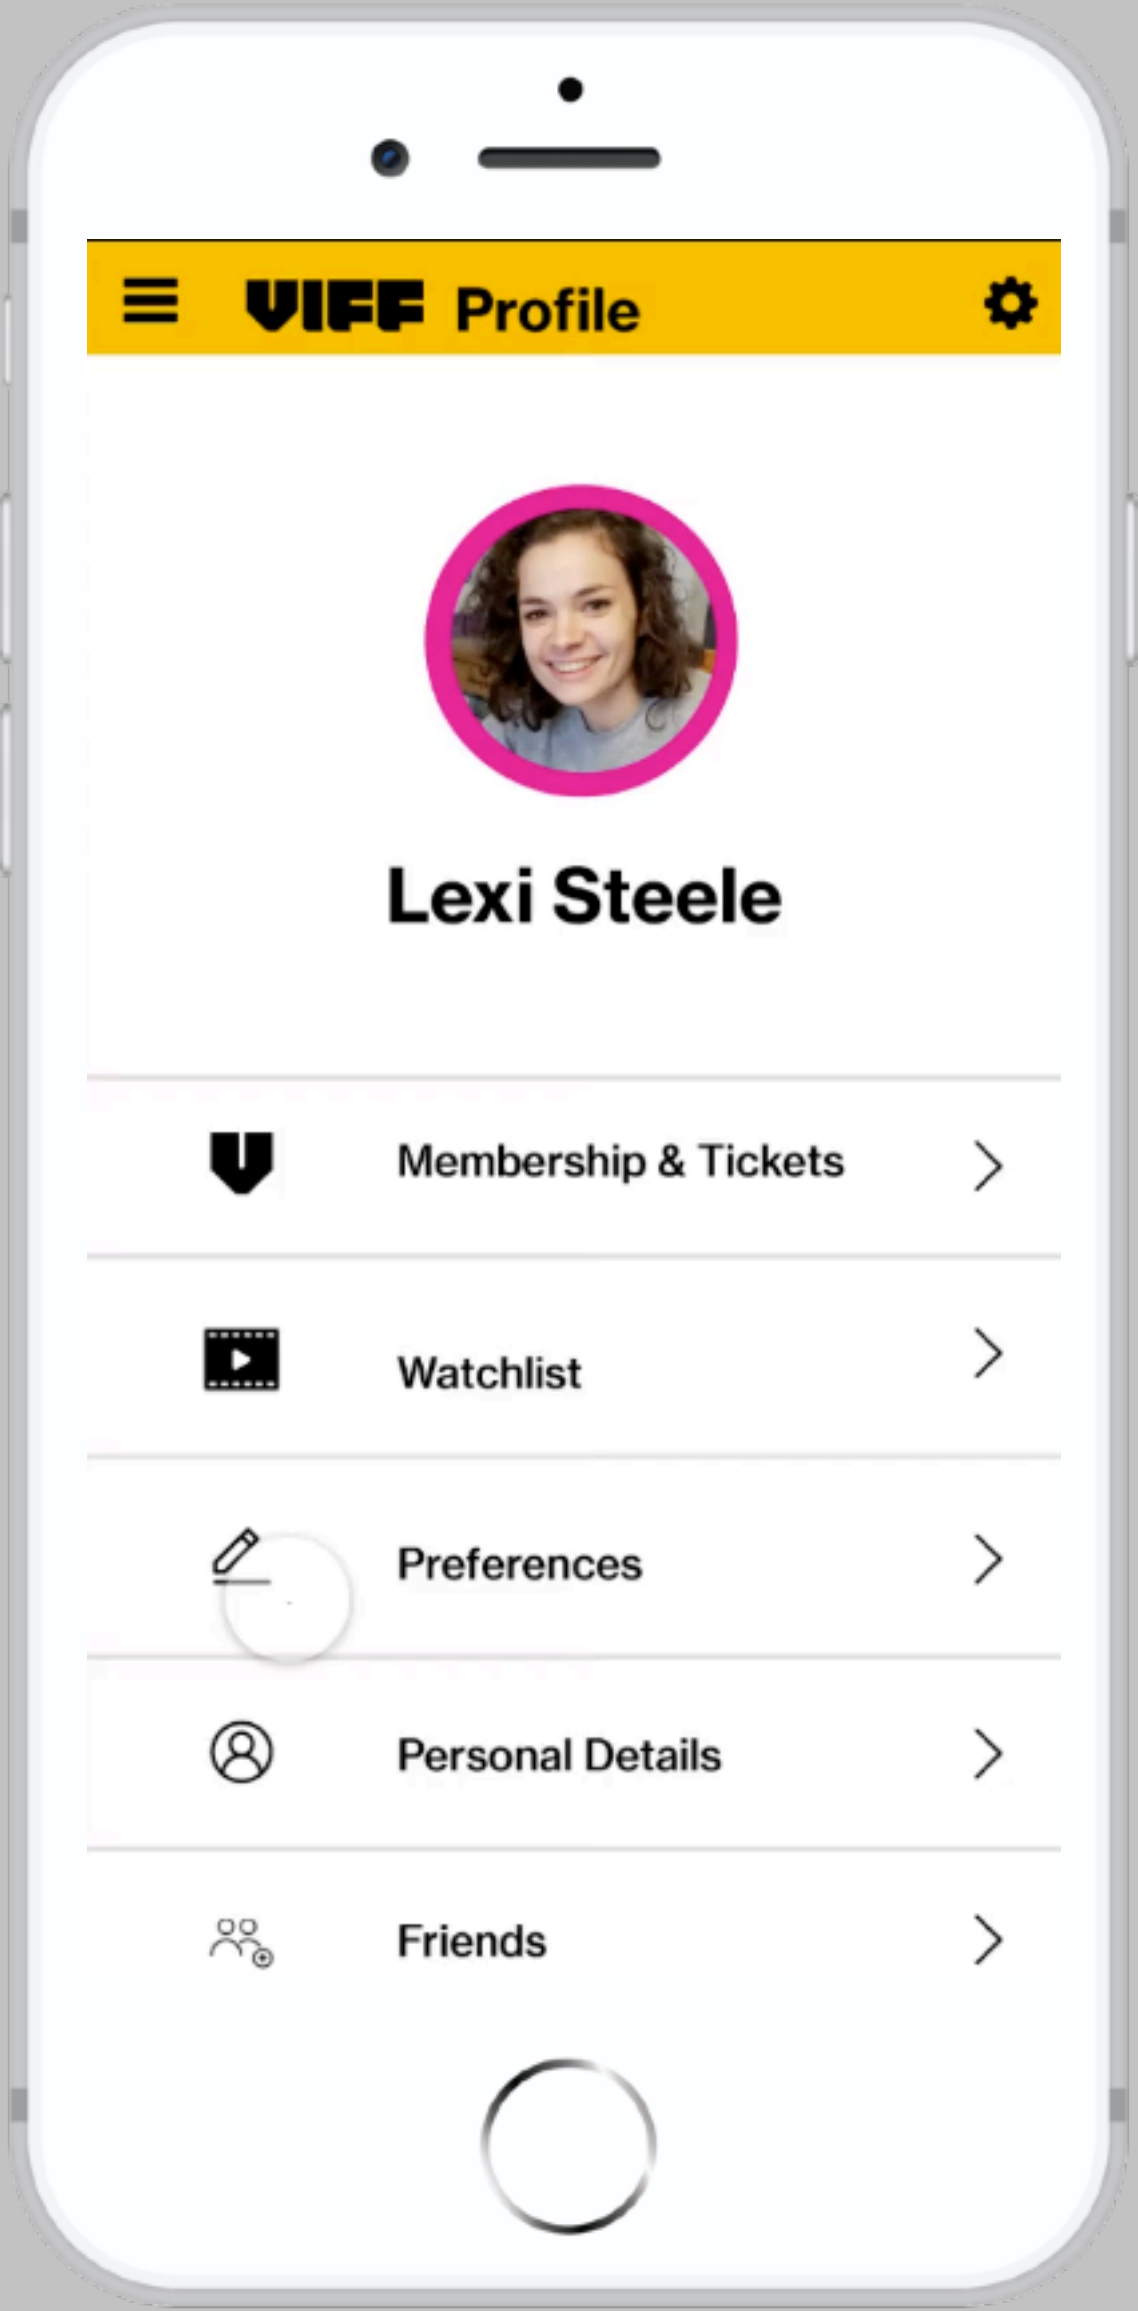 VIFF Profile
Lexi Steele
Membership & Tickets
Watchlist
Preferences
Personal Details
Friends